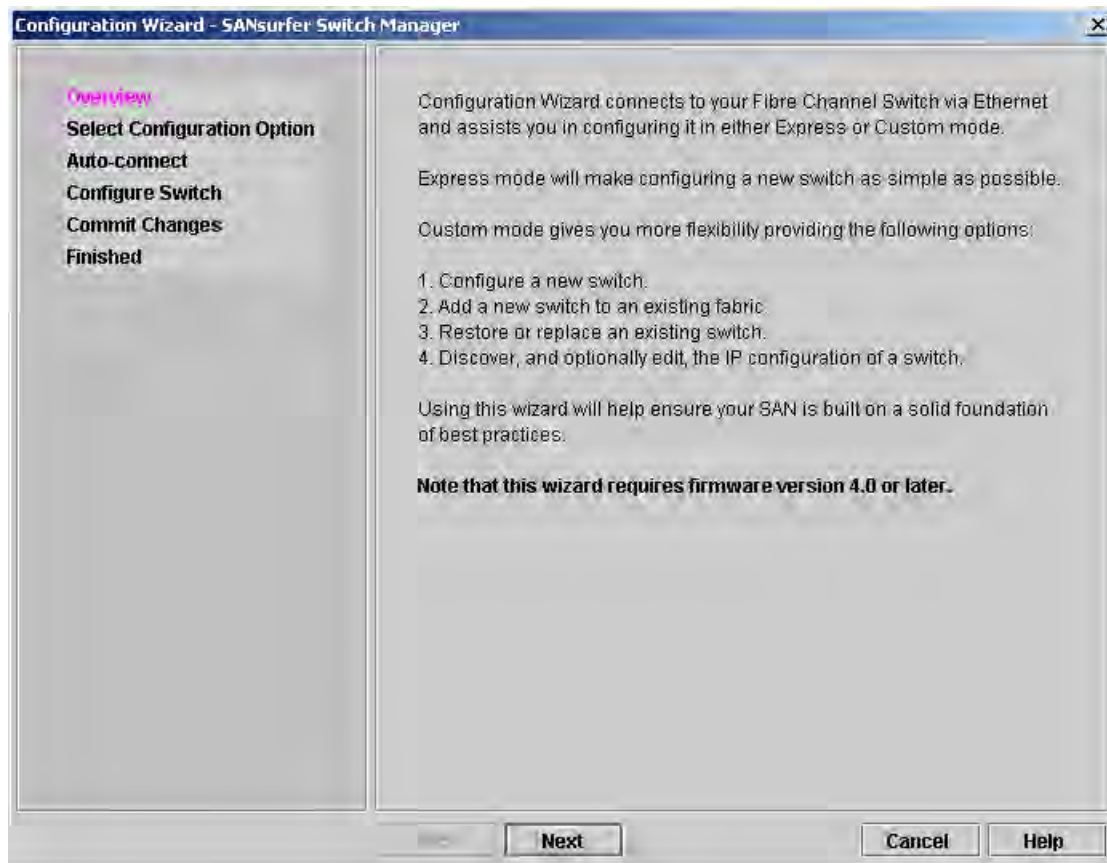 Configuration Wizard - SANsurfer Switch Manager
Overview
Select Configuration Option
Auto-connect
Configure Switch
Commit Changes
Finished
Configuration Wizard connects to your Fibre Channel Switch via Ethernet
and assists you in configuring it in either Express or Custom mode.
Express mode will make configuring a new switch as simple as possible.
Custom mode gives you more flexibility providing the following options:
1. Configure a new switch.
2. Add a new switch to an existing fabric
3. Restore or replace an existing switch.
4. Discover, and optionally edit, the IP configuration of a switch.
Using this wizard will help ensure your SAN is built on a solid foundation
of best practices.
Note that this wizard requires firmware version 4.0 or later.
Next
Cancel
Help